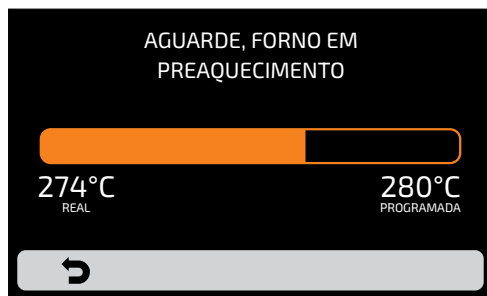 AGUARDE, FORNO EM
PREAQUECIMENTO
274°C 280°C
REAL PROGRAMADA